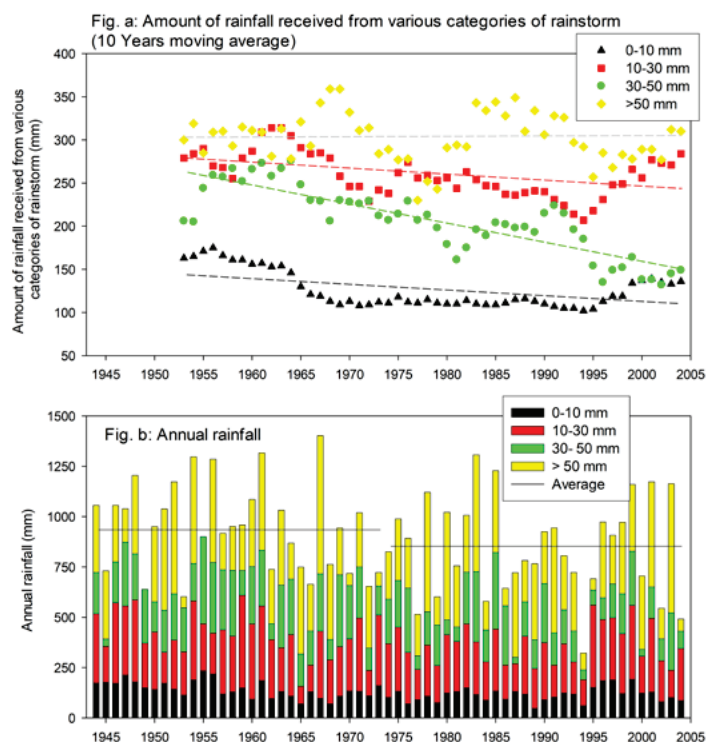 Fig. a: Amount of rainfall received from various categories of rainstorm
(10 Years moving average)
400
350
300
250
200
150
100
50
Amount of rainfall received from various
categories of rainstorm (mm)
0-10 mm
10-30 mm
30-50 mm
>50 mm
1945 1950 1955 1960 1965 1970 1975 1980 1985 1990 1995 2000 2005
Fig. b: Annual rainfall
1500
1250
1000
750
500
250
0
Annual rainfall (mm)
0-10 mm
10-30 mm
30- 50 mm
> 50 mm
Average
1945 1950 1955 1960 1965 1970 1975 1980 1985 1990 1995 2000 2005